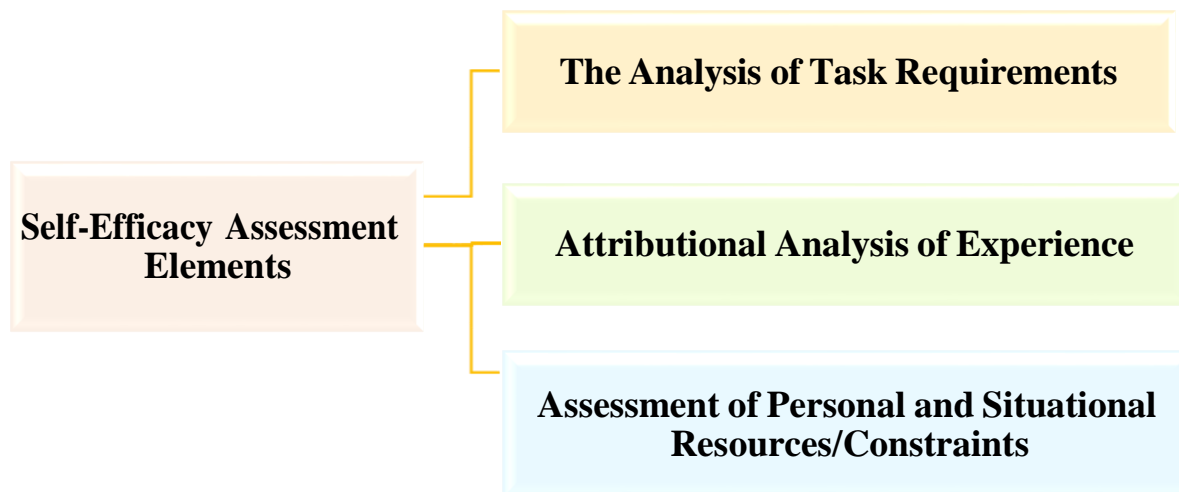 The Analysis of Task Requirements
Self-Efficacy Assessment
Elements
Attributional Analysis of Experience
Assessment of Personal and Situational
Resources/Constraints